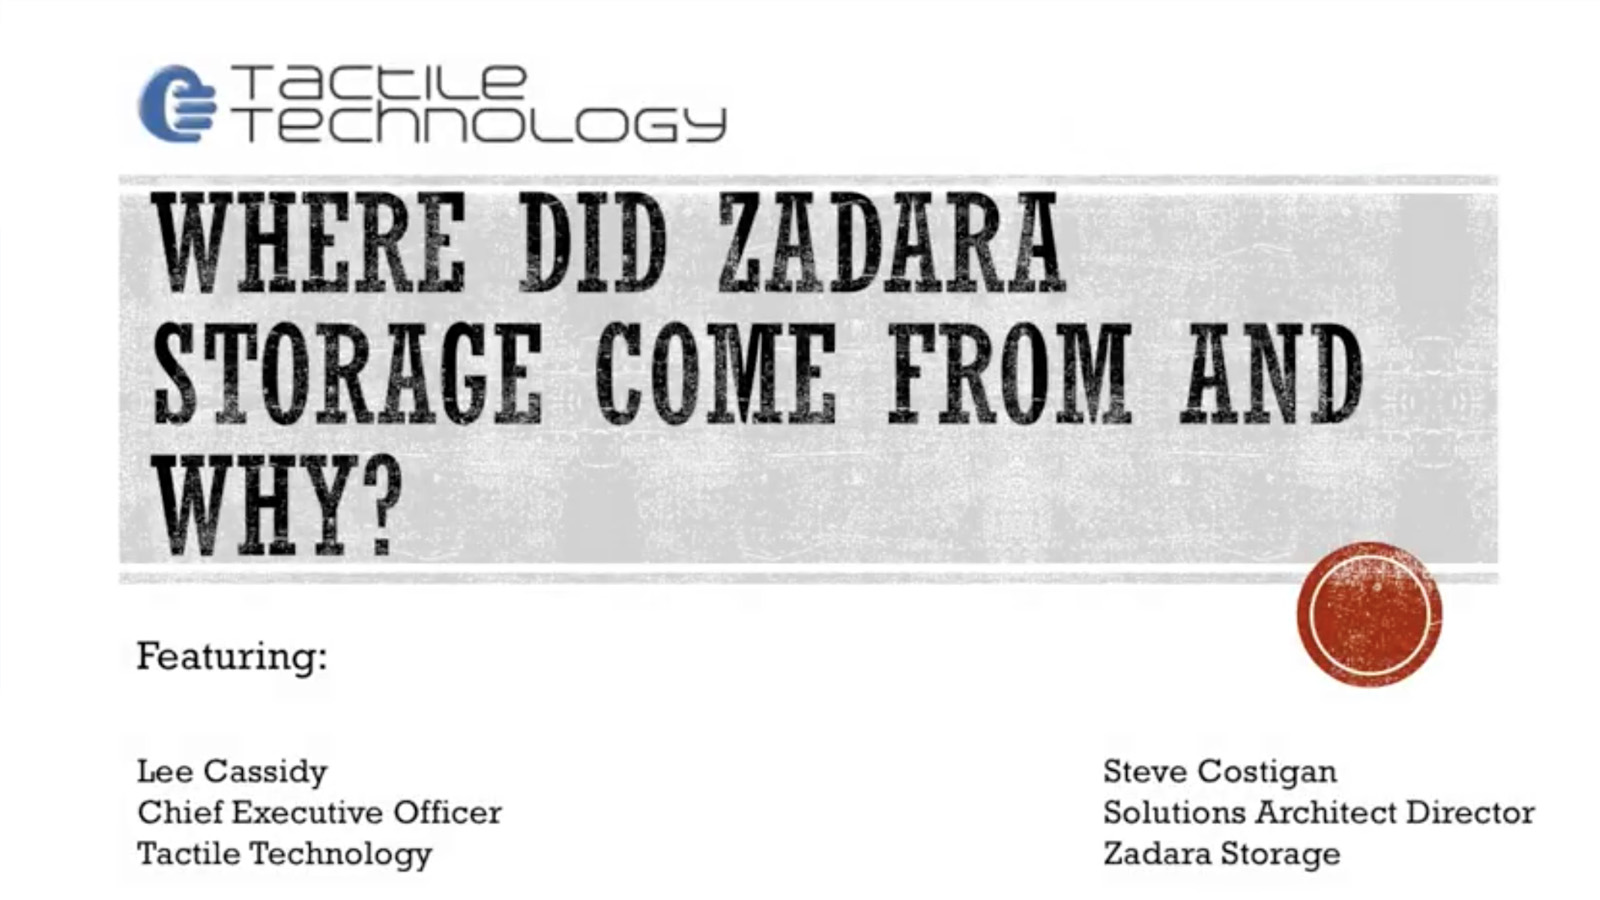 Tactile
Technology
WHERE DID ZADARA
STORAGE COME FROM AND
WHY?
Featuring:
Lee Cassidy
Chief Executive Officer
Tactile Technology
Steve Costigan
Solutions Architect Director
Zadara Storage